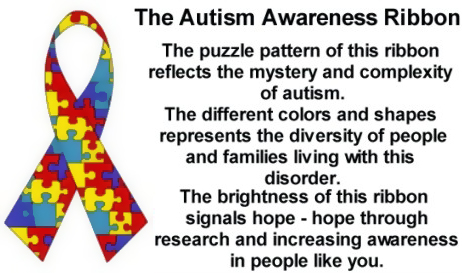 The Autism Awareness Ribbon
The puzzle pattern of this ribbon
reflects the mystery and complexity
of autism.
The different colors and shapes
represents the diversity of people
and families living with this
disorder.
The brightness of this ribbon
signals hope - hope through
research and increasing awareness
in people like you.